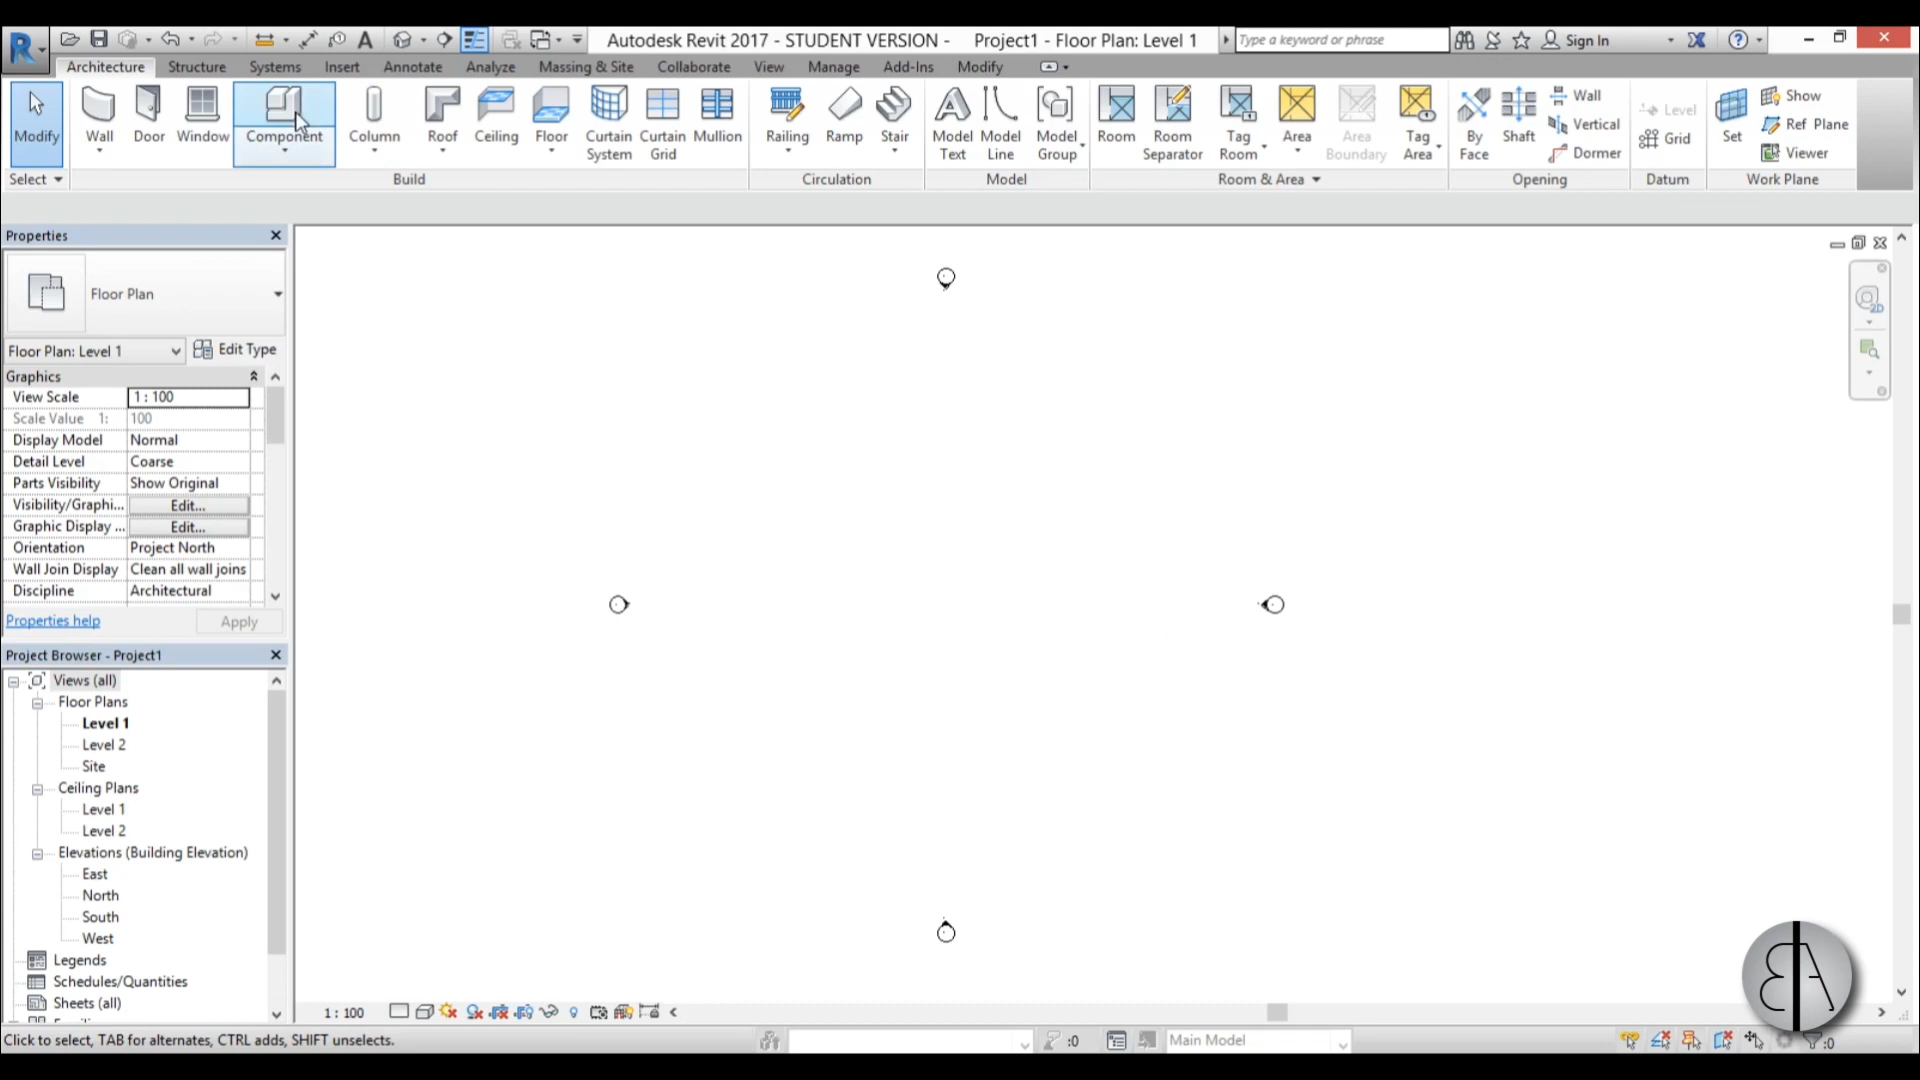 Autodesk Revit 2017 - STUDENT VERSION - Project1 - Floor Plan: Level 1
Type a keyword or phrase
Sign In
Architecture Structure Systems Insert Annotate Analyze Massing & Site Collaborate View Manage Add-Ins Modify
Modify
Wall
Door
Window
Component
Column
Roof
Ceiling
Floor
Curtain System
Curtain Grid
Mullion
Railing
Ramp
Stair
Model Text
Model Line
Model Group
Room
Room Separator
Tag Room
Area
Area Boundary
Tag Area
By Face
Shaft
Wall
Vertical
Dormer
Level
Grid
Set
Show
Ref Plane
Viewer
Select Build Circulation Model Room & Area Opening Datum Work Plane
Properties
Floor Plan
Floor Plan: Level 1 Edit Type
Graphics
View Scale 1 : 100
Scale Value 1: 100
Display Model Normal
Detail Level Coarse
Parts Visibility Show Original
Visibility/Graphi... Edit...
Graphic Display ... Edit...
Orientation Project North
Wall Join Display Clean all wall joins
Discipline Architectural
Properties help Apply
Project Browser - Project1
Views (all)
Floor Plans
Level 1
Level 2
Site
Ceiling Plans
Level 1
Level 2
Elevations (Building Elevation)
East
North
South
West
Legends
Schedules/Quantities
Sheets (all)
1 : 100
Click to select, TAB for alternates, CTRL adds, SHIFT unselects.
:0
Main Model
:0
2D